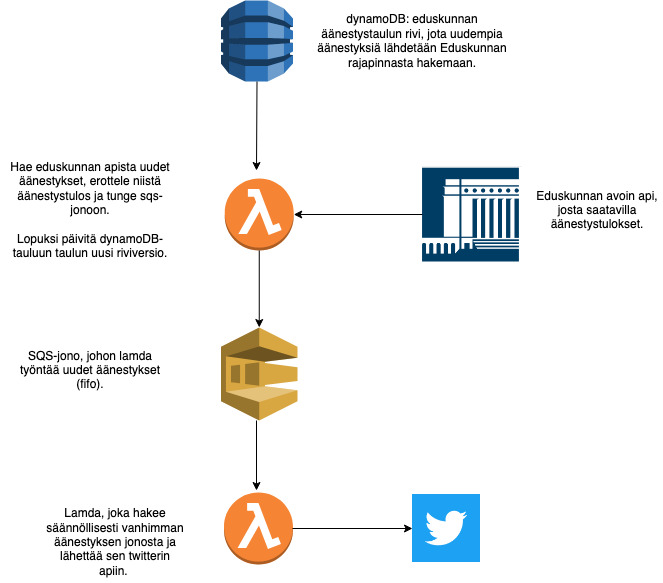 dynamoDB: eduskunnan
äänestystaulun rivi, jota uudempia
äänestyksiä lähdetään Eduskunnan
rajapinnasta hakemaan.
Hae eduskunnan apista uudet
äänestykset, erottele niistä
äänestystulos ja tunge sqs-
jonoon.
Lopuksi päivitä dynamoDB-
tauluun taulun uusi riviversio.
Eduskunnan avoin api,
josta saatavilla
äänestystulokset.
SQS-jono, johon lamda
työntää uudet äänestykset
(fifo).
Lamda, joka hakee
säännöllisesti vanhimman
äänestyksen jonosta ja
lähettää sen twitterin
apiin.